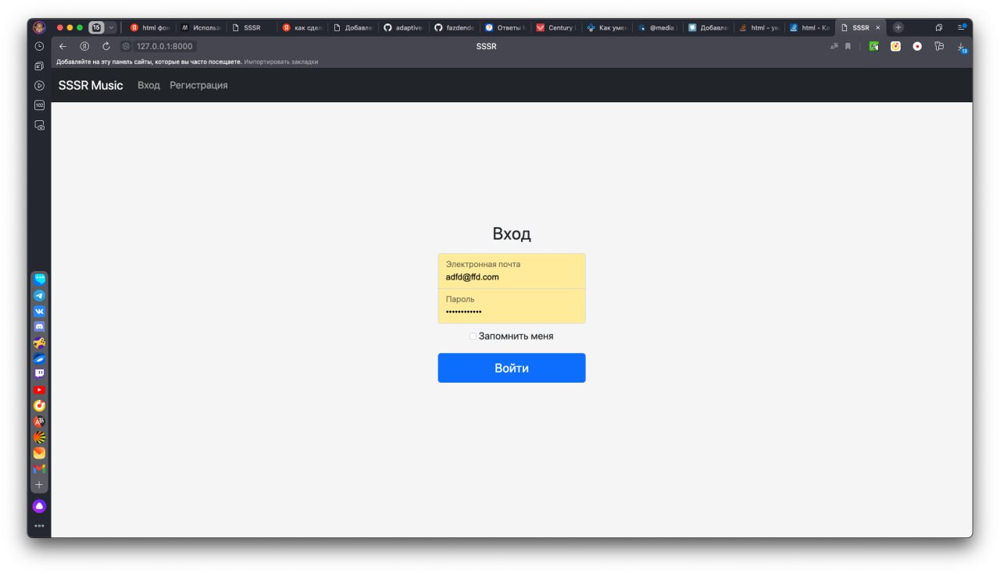 15 html фон Использ SSSR как сдел Добавле adaptive- fazdende Ответы Century Как умен @media Добавле html - ув html - Ка SSSR
127.0.0.1:8000 SSSR
Добавляйте на эту панель сайты, которые вы часто посещаете. Импортировать закладки
SSSR Music Вход Регистрация
102
Вход
Электронная почта
adfd@ffd.com
Пароль
••••••••••••
Запомнить меня
Войти